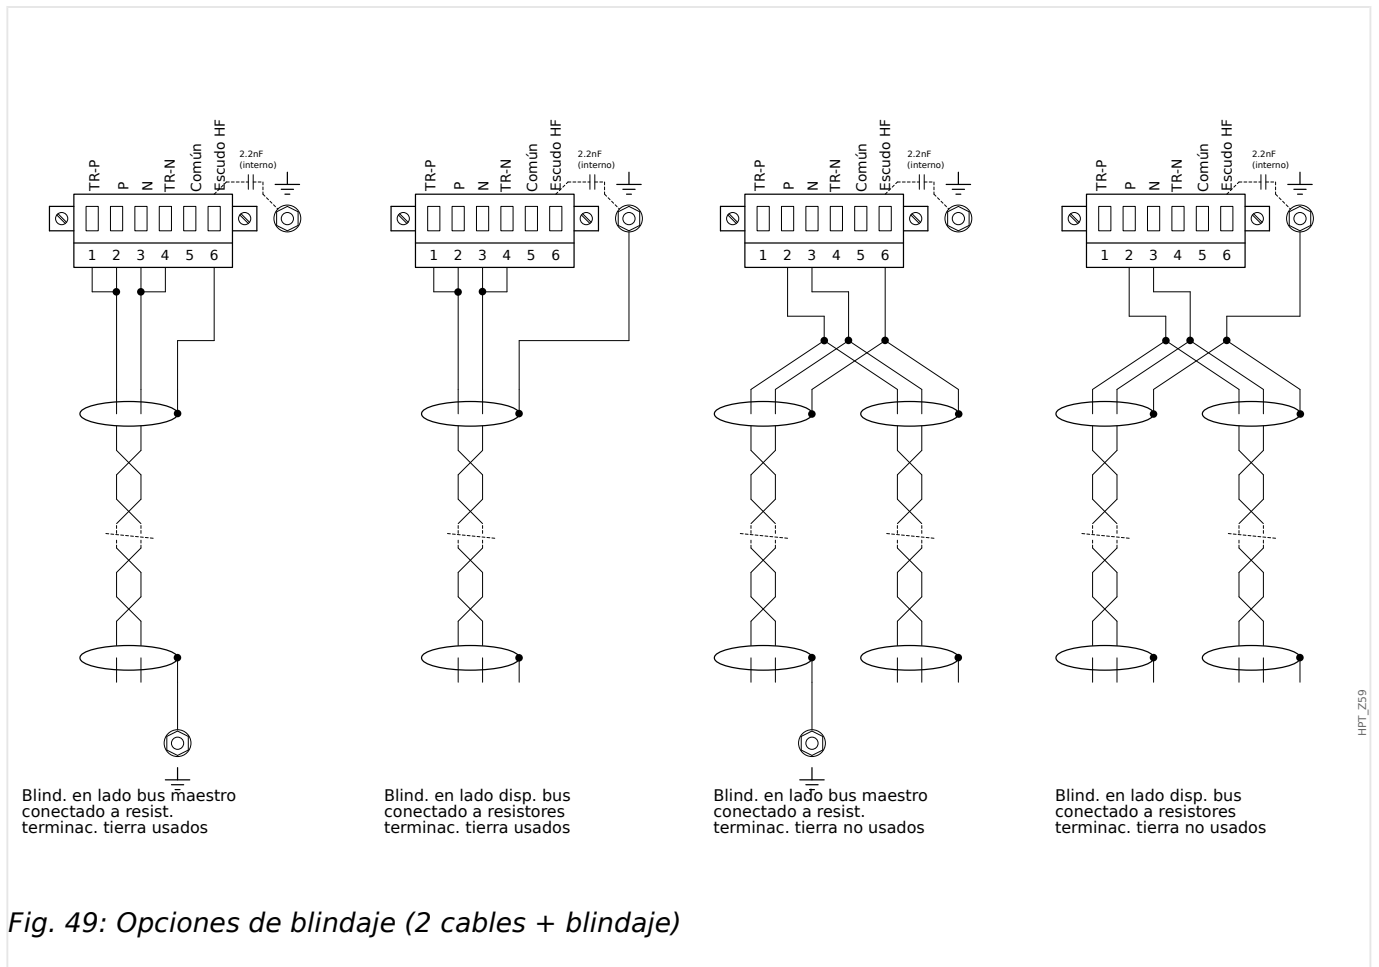 TR-P P N TR-N Común Escudo HF 2.2nF
(interno)
TR-P P N TR-N Común Escudo HF 2.2nF
(interno)
TR-P P N TR-N Común Escudo HF 2.2nF
(interno)
TR-P P N TR-N Común Escudo HF 2.2nF
(interno)
1 2 3 4 5 6
1 2 3 4 5 6
1 2 3 4 5 6
1 2 3 4 5 6
HPT_Z59
Blind. en lado bus maestro
conectado a resist.
terminac. tierra usados
Blind. en lado disp. bus
conectado a resistores
terminac. tierra usados
Blind. en lado bus maestro
conectado a resist.
terminac. tierra no usados
Blind. en lado disp. bus
conectado a resistores
terminac. tierra no usados
Fig. 49: Opciones de blindaje (2 cables + blindaje)